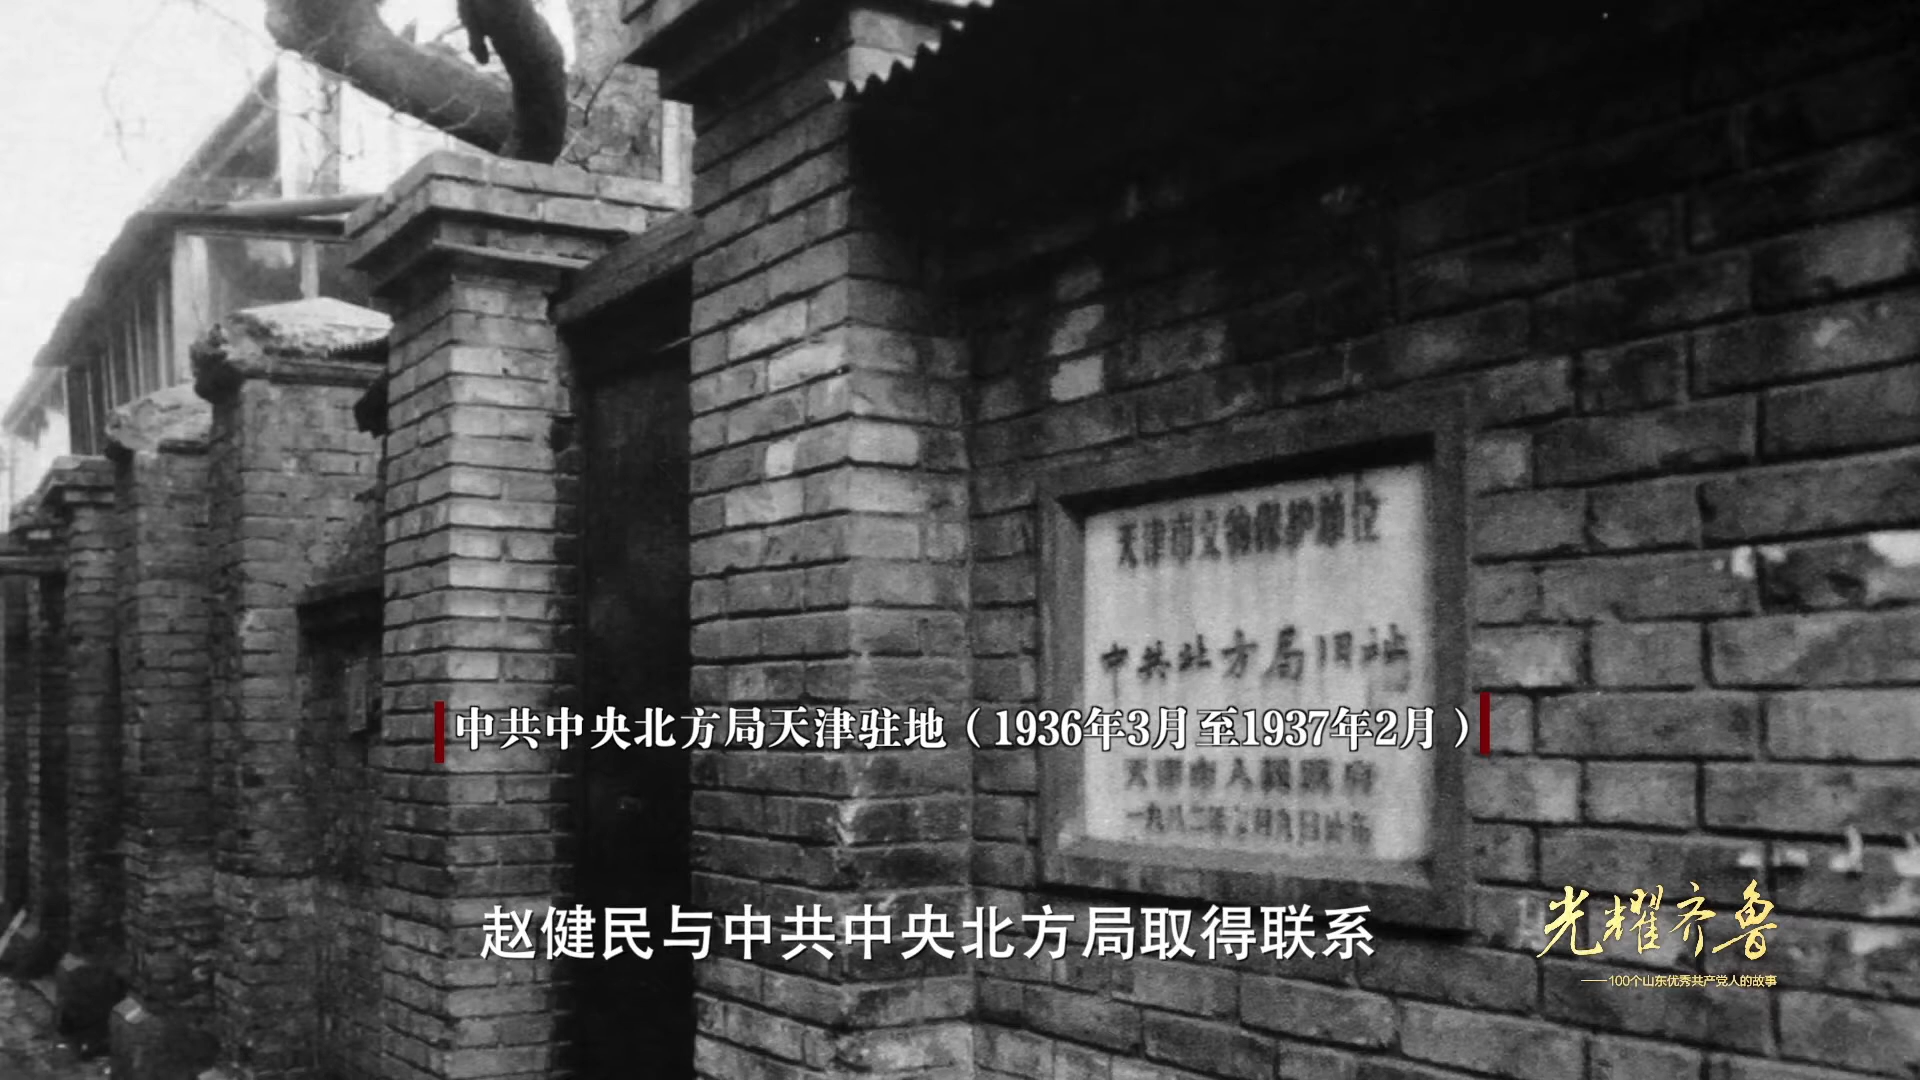 天津市文物保护单位
中共北方局旧址
中共中央北方局天津驻地（1936年3月至1937年2月）
天津市人民政府
赵健民与中共中央北方局取得联系
光耀齐鲁
——100个山东优秀共产党人的故事